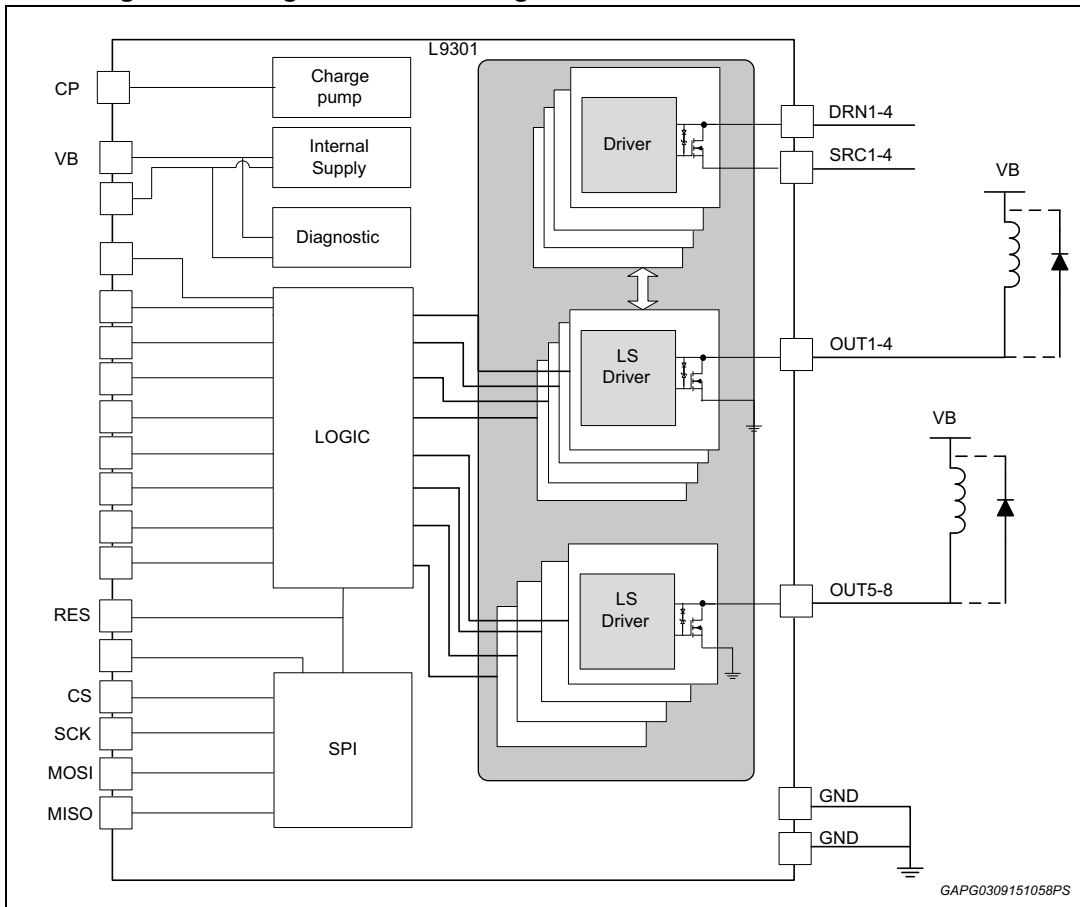 L9301
CP
Charge
pump
VB
Internal
Supply
Diagnostic
Driver
DRN1-4
SRC1-4
VB
LS
Driver
OUT1-4
LOGIC
VB
LS
Driver
OUT5-8
RES
CS
SCK
MOSI
MISO
SPI
GND
GND
GAPG0309151058PS